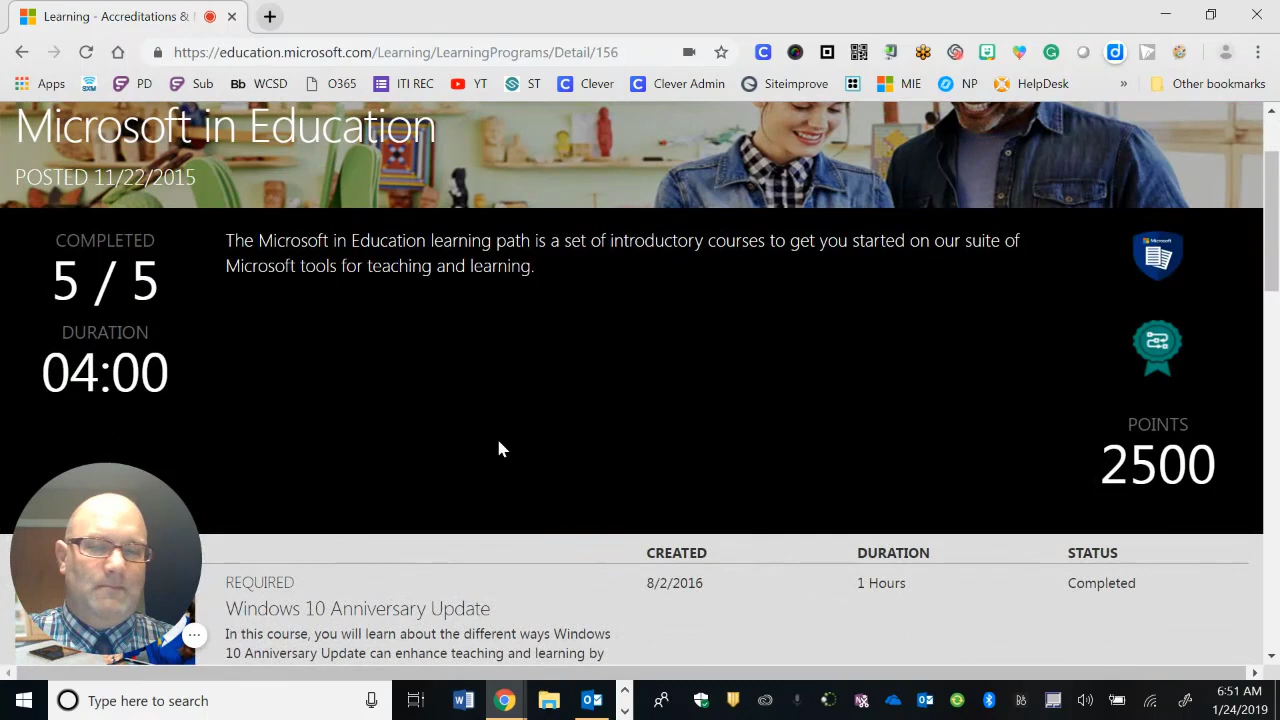 Learning - Accreditations &
https://education.microsoft.com/Learning/LearningPrograms/Detail/156
Apps PD Sub Bb WCSD O365 ITI REC YT ST Clever Clever Admin Siteimprove MIE NP HelpDesk » Other bookmarks
Microsoft in Education
POSTED 11/22/2015
COMPLETED
5 / 5
DURATION
04:00
The Microsoft in Education learning path is a set of introductory courses to get you started on our suite of
Microsoft tools for teaching and learning.
Microsoft
POINTS
2500
CREATED DURATION STATUS
REQUIRED 8/2/2016 1 Hours Completed
Windows 10 Anniversary Update
In this course, you will learn about the different ways Windows
10 Anniversary Update can enhance teaching and learning by
Type here to search
6:51 AM
1/24/2019